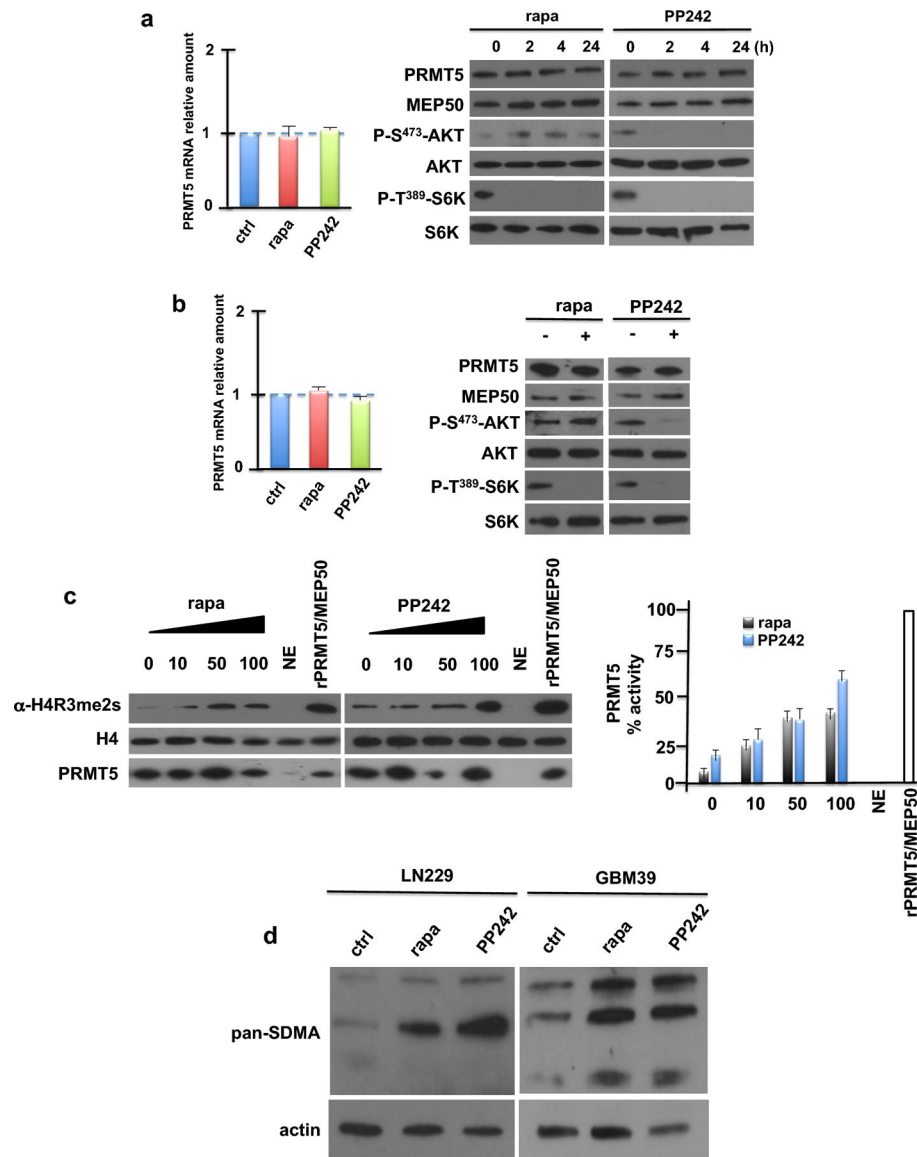 a
PRMT5 mRNA relative amount
2
1
0
ctrl
rapa
PP242
rapa
PP242
0 2 4 24 0 2 4 24 (h)
PRMT5
MEP50
P-S473-AKT
AKT
P-T389-S6K
S6K
b
PRMT5 mRNA relative amount
2
1
0
ctrl
rapa
PP242
rapa
PP242
- + - +
PRMT5
MEP50
P-S473-AKT
AKT
P-T389-S6K
S6K
c
rapa
0 10 50 100 NE rPRMT5/MEP50
PP242
0 10 50 100 NE rPRMT5/MEP50
α-H4R3me2s
H4
PRMT5
PRMT5
% activity
100
75
50
25
0
rapa
PP242
0 10 50 100 NE rPRMT5/MEP50
d
LN229
GBM39
ctrl rapa PP242 ctrl rapa PP242
pan-SDMA
actin